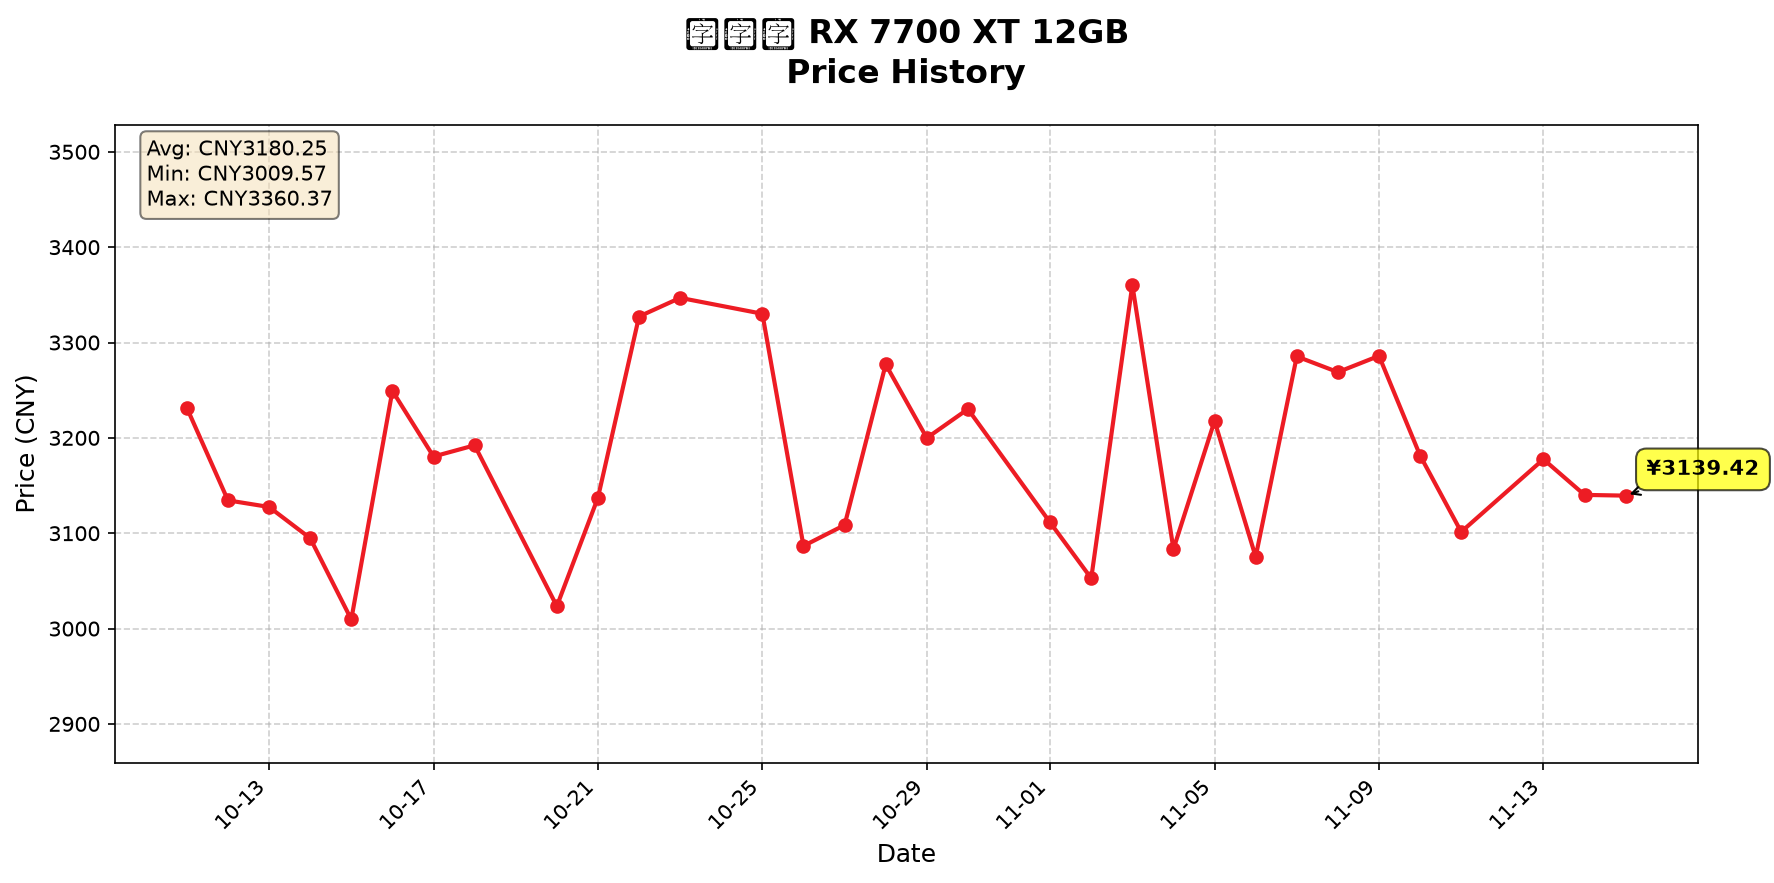 RX 7700 XT 12GB
Price History
Avg: CNY3180.25
Min: CNY3009.57
Max: CNY3360.37
3500
3400
3300
3200
3100
3000
2900
Price (CNY)
¥3139.42
10-13
10-17
10-21
10-25
10-29
11-01
11-05
11-09
11-13
Date